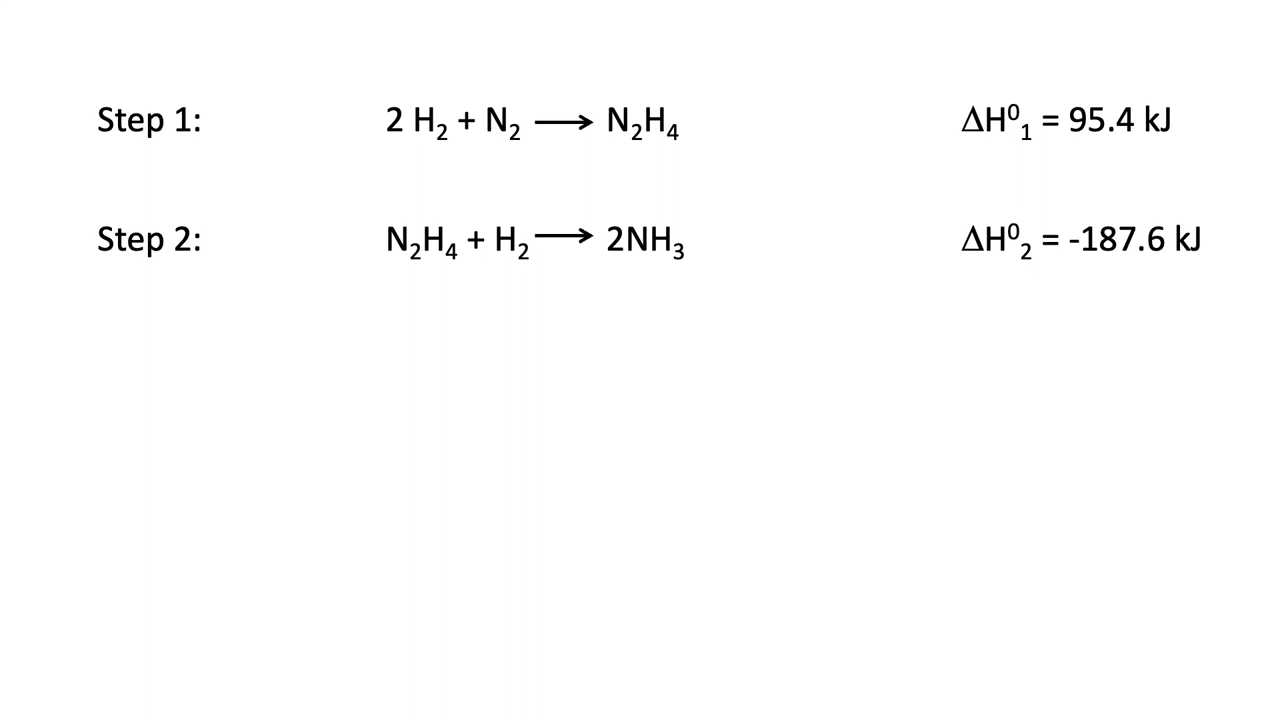 Step 1: 2 H₂ + N₂ ⟶ N₂H₄ ΔH⁰₁ = 95.4 kJ
Step 2: N₂H₄ + H₂ ⟶ 2NH₃ ΔH⁰₂ = -187.6 kJ